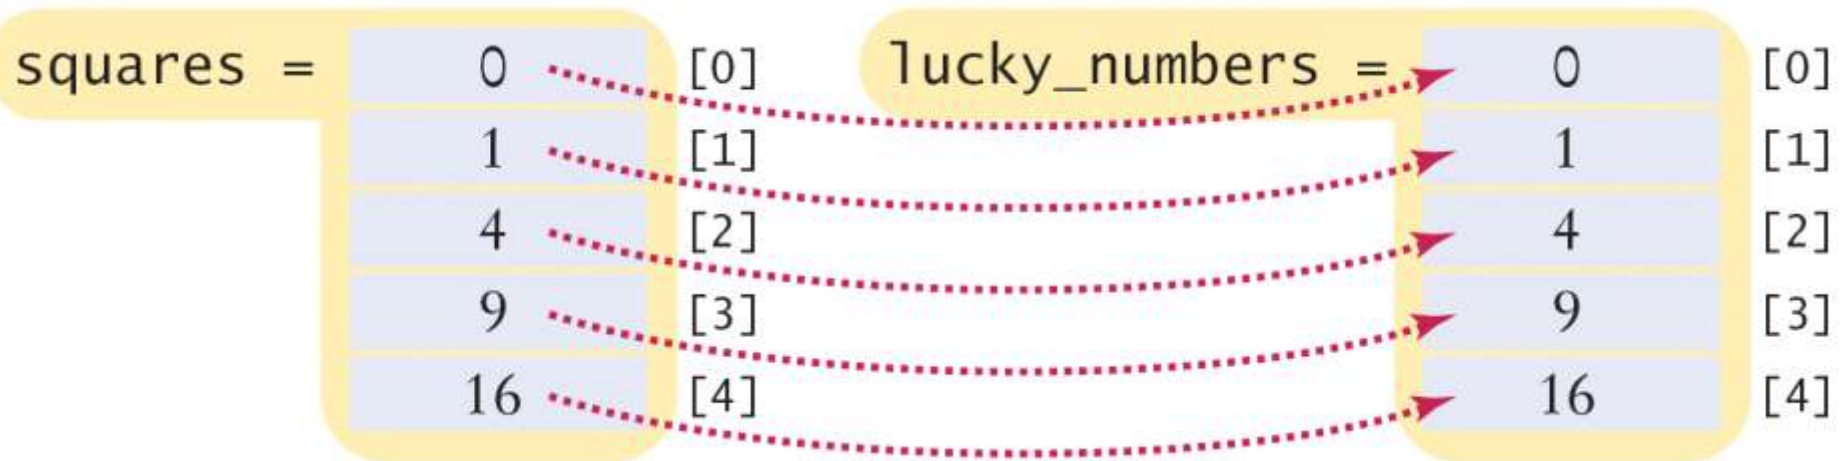 squares = 0 [0] lucky_numbers = 0 [0]
1 [1] 1 [1]
4 [2] 4 [2]
9 [3] 9 [3]
16 [4] 16 [4]